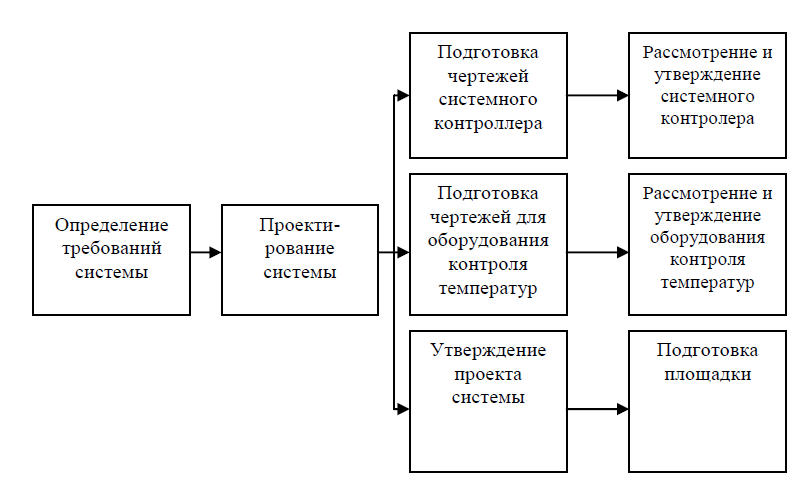 Определение
требований
системы
Проекти-
рование
системы
Подготовка
чертежей
системного
контроллера
Рассмотрение и
утверждение
системного
контролера
Подготовка
чертежей для
оборудования
контроля
температур
Рассмотрение и
утверждение
оборудования
контроля
температур
Утверждение
проекта
системы
Подготовка
площадки